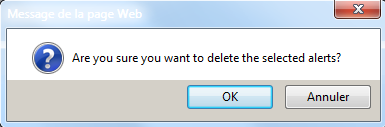 Message de la page Web
Are you sure you want to delete the selected alerts?
OK
Annuler